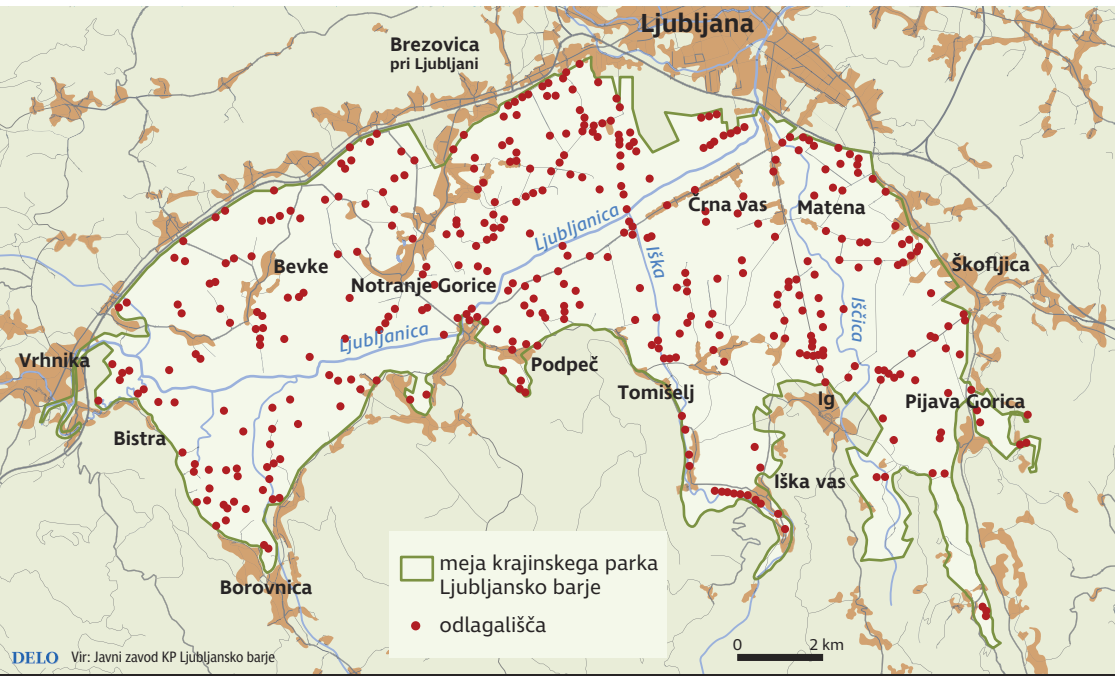 Ljubljana
Brezovica
pri Ljubljani
Črna vas
Matena
Ljubljanica
Iška
Škofljica
Bevke
Notranje Gorice
Iščica
Ljubljanica
Vrhnika
Podpeč
Tomišelj
Ig
Pijava Gorica
Bistra
Iška vas
Borovnica
meja krajinskega parka
Ljubljansko barje
odlagališča
0 2 km
DELO Vir: Javni zavod KP Ljubljansko barje